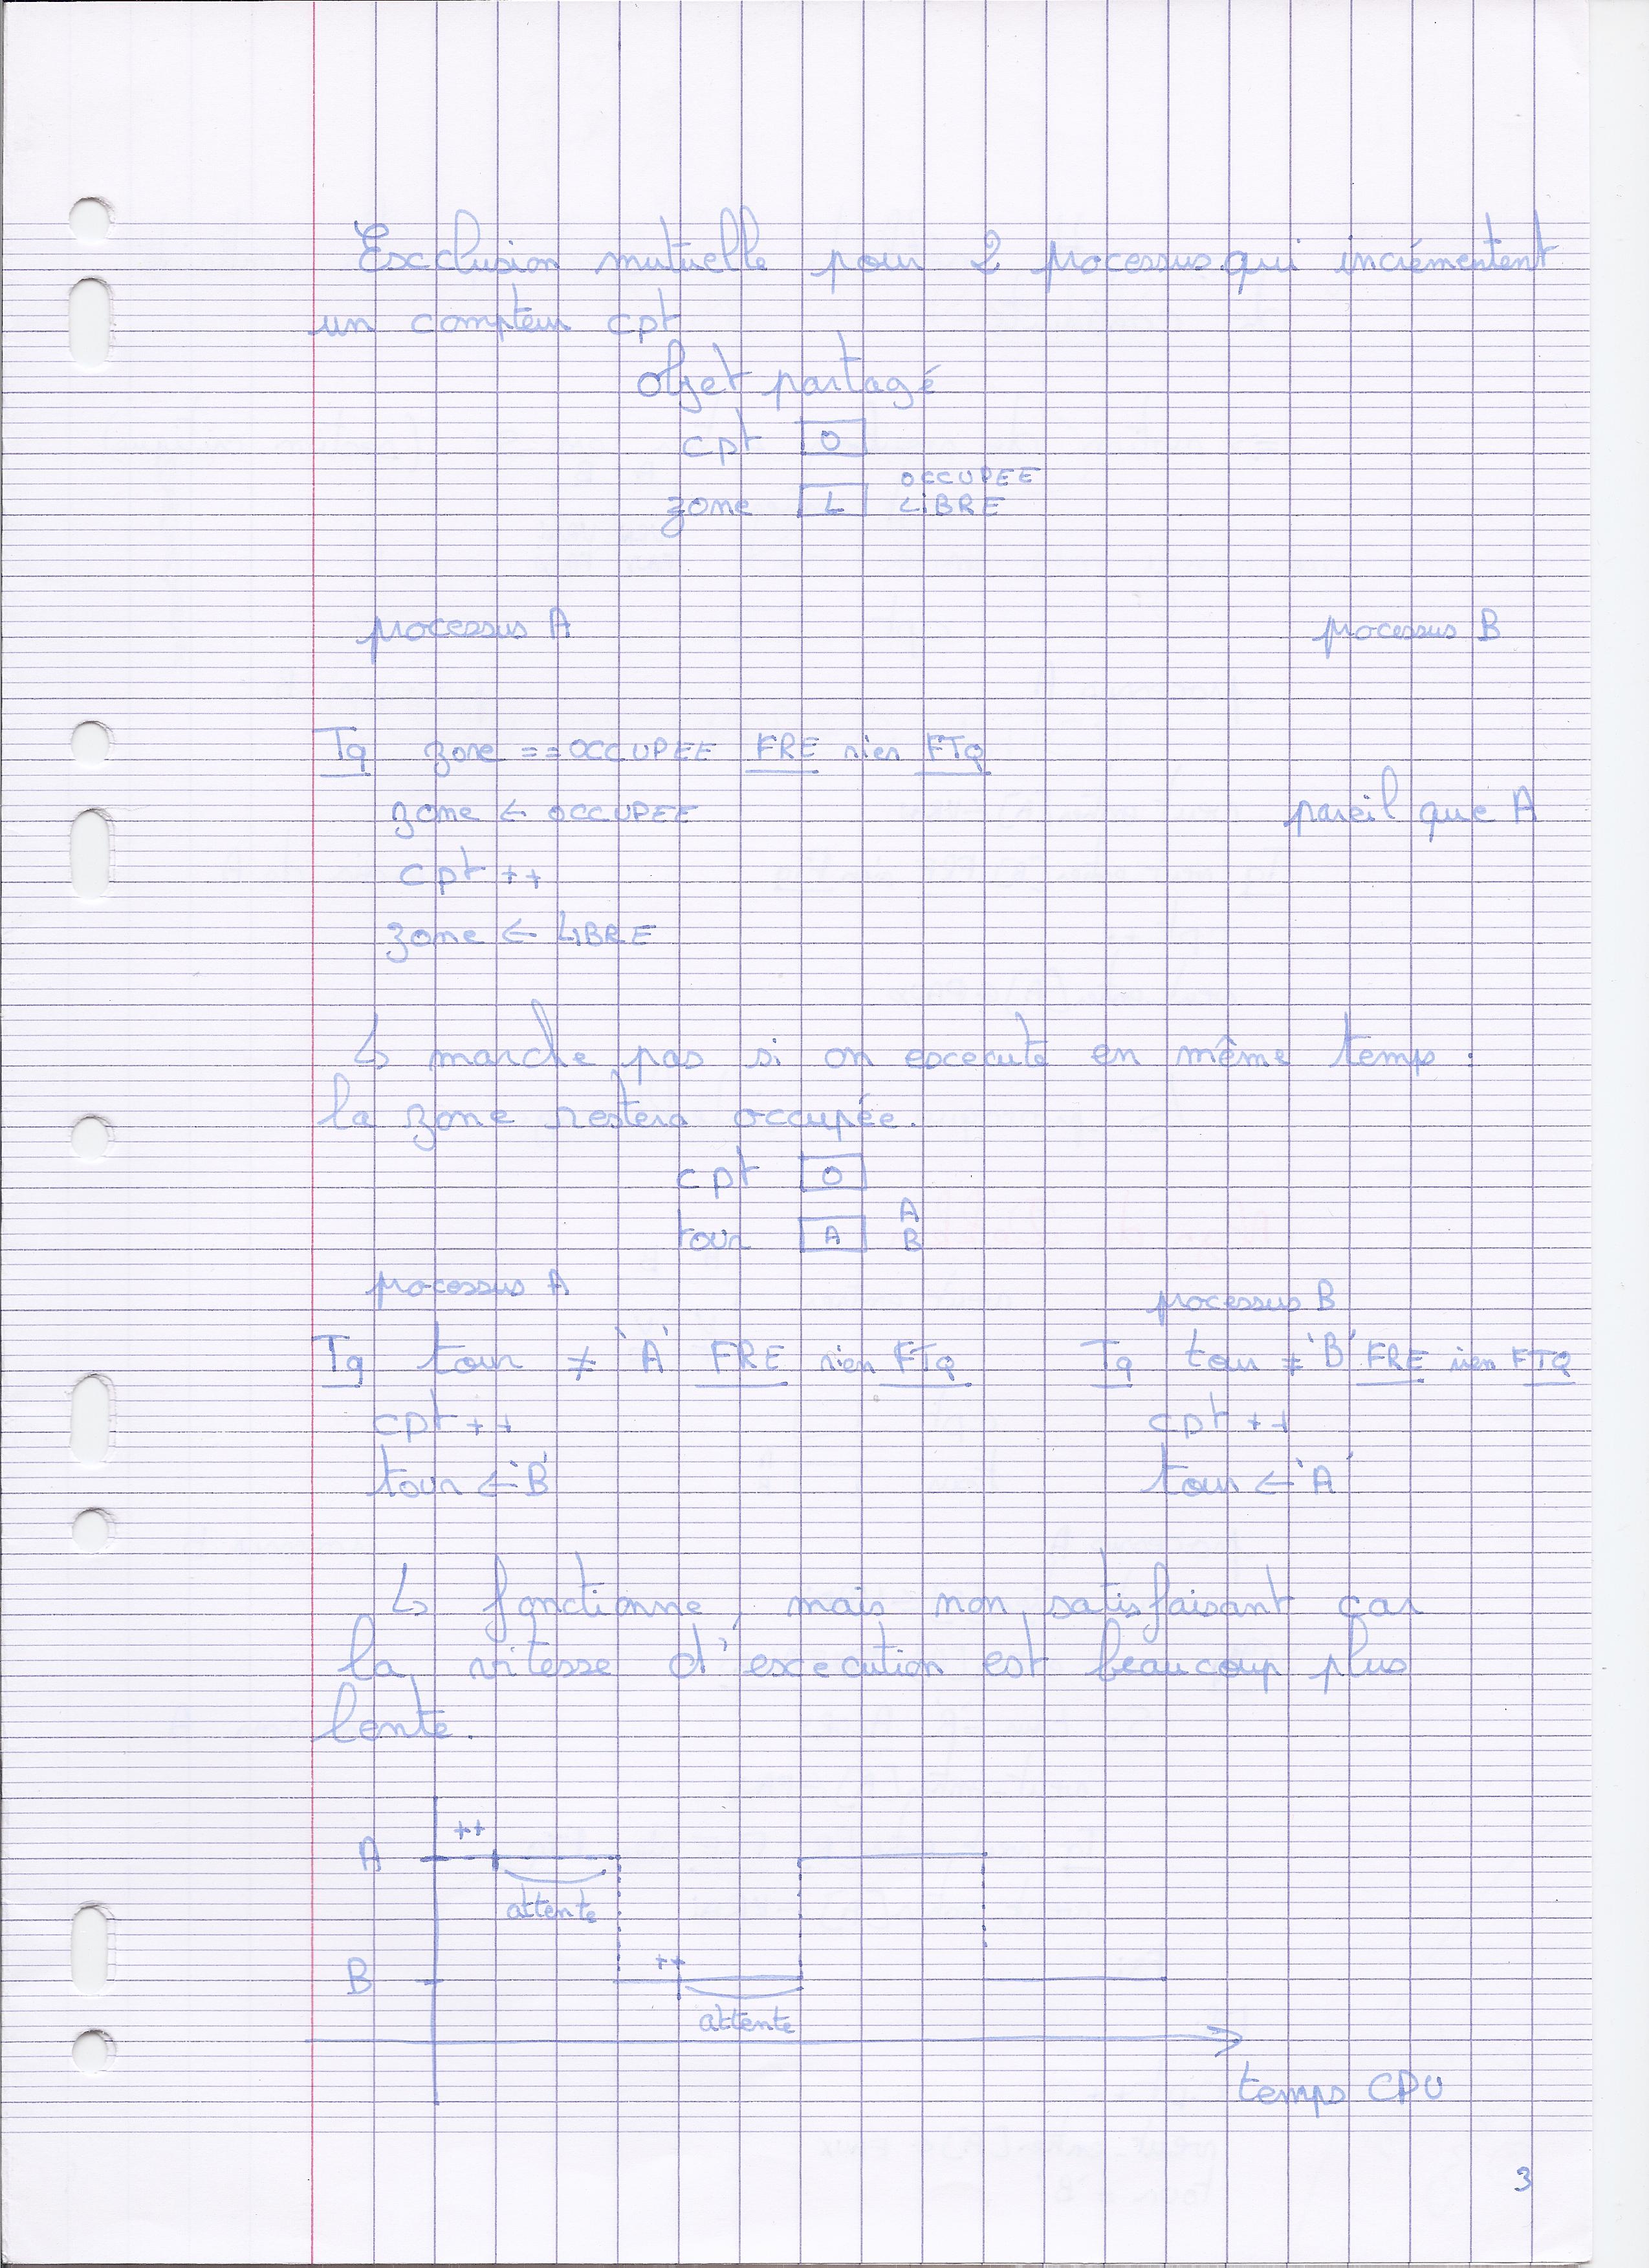 Exclusion mutuelle pour 2 processus qui incrémentent
un compteur cpt
objet partagé
cpt 0
OCCUPEE
zone L LIBRE
processus A processus B
Tq zone == OCCUPEE FRE rien FTQ
zone ← OCCUPEE pareil que A
cpt ++
zone ← LIBRE
↳ marche pas si on execute en même temps :
la zone restera occupée.
cpt 0
A
tour A B
processus A processus B
Tq tour ≠ 'A' FRE rien FTQ Tq tour ≠ 'B' FRE rien FTQ
cpt ++ cpt ++
tour ← 'B' tour ← 'A'
↳ fonctionne, mais non satisfaisant car
la vitesse d'execution est beaucoup plus
lente.
++
A
attente
++
B
attente
temps CPU
3